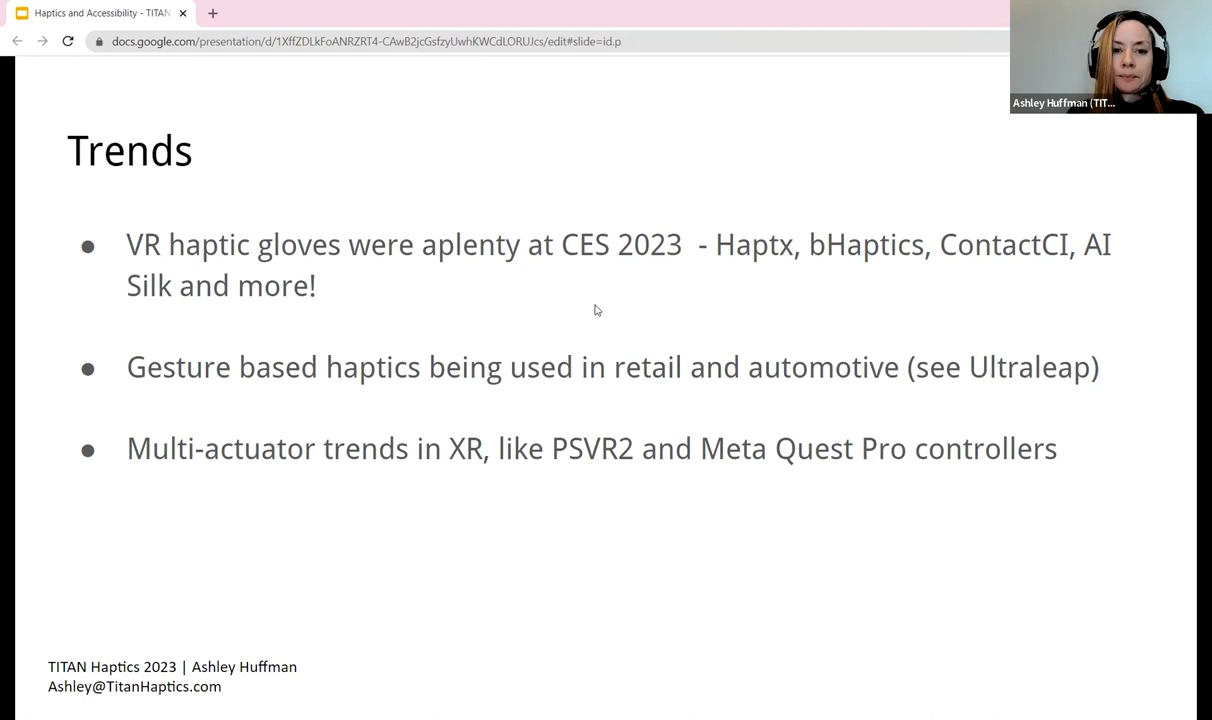 Haptics and Accessibility - TITAN
docs.google.com/presentation/d/1XffZDLkFoANRZRT4-CAwB2jcGsfzyUwhKWCdLORUJcs/edit#slide=id.p
Ashley Huffman (TIT...
Trends
● VR haptic gloves were aplenty at CES 2023 - Haptx, bHaptics, ContactCI, AI
Silk and more!
● Gesture based haptics being used in retail and automotive (see Ultraleap)
● Multi-actuator trends in XR, like PSVR2 and Meta Quest Pro controllers
TITAN Haptics 2023 | Ashley Huffman
Ashley@TitanHaptics.com